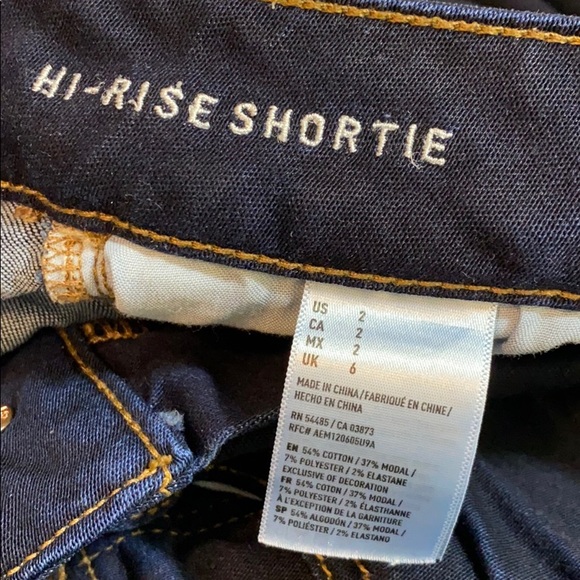 HI-RISE SHORTIE
US 2
CA 2
MX 2
UK 6
MADE IN CHINA/FABRIQUÉ EN CHINE/
HECHO EN CHINA
RN 54485/ CA 03873
RFC# AEM120605U9A
EN 54% COTTON / 37% MODAL/
7% POLYESTER / 2% ELASTANE
EXCLUSIVE OF DECORATION
FR 54% COTON / 37% MODAL/
7% POLYESTER / 2% ÉLASTHANNE
À L'EXCEPTION DE LA GARNITURE
SP 54% ALGODÓN / 37% MODAL/
7% POLIÉSTER / 2% ELASTANO